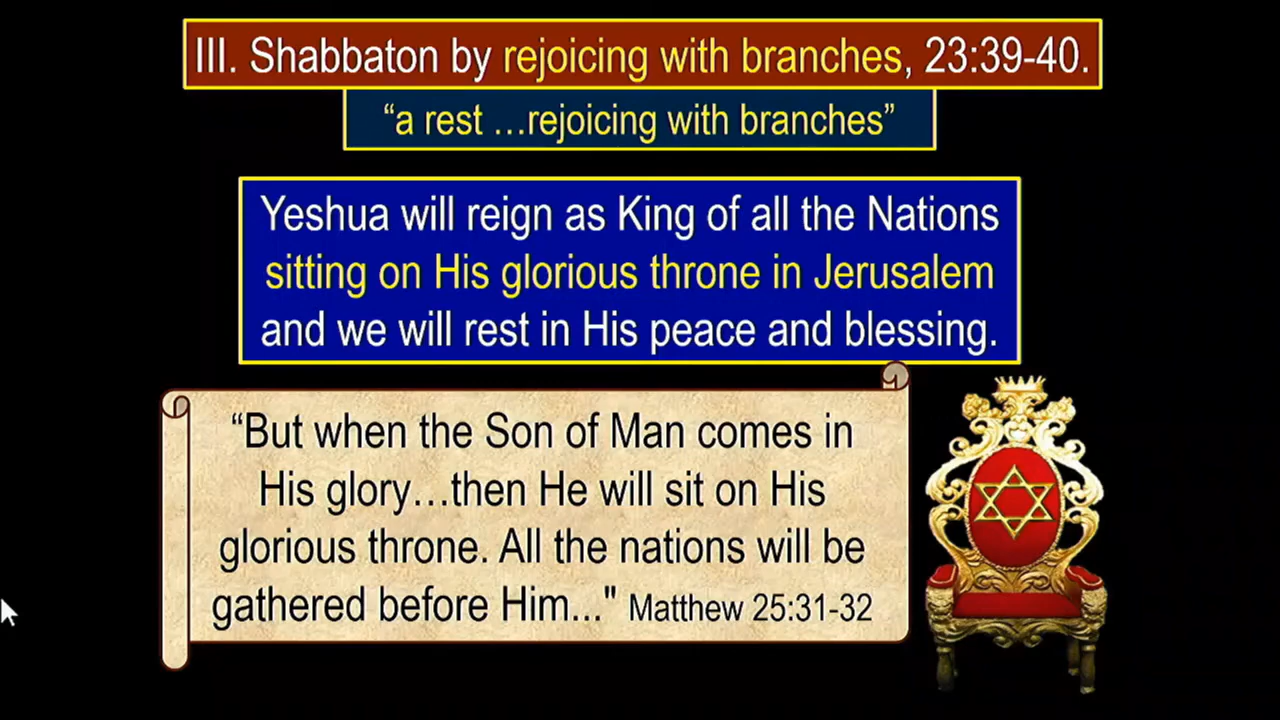 III. Shabbaton by rejoicing with branches, 23:39-40.
“a rest …rejoicing with branches”
Yeshua will reign as King of all the Nations
sitting on His glorious throne in Jerusalem
and we will rest in His peace and blessing.
“But when the Son of Man comes in
His glory…then He will sit on His
glorious throne. All the nations will be
gathered before Him..." Matthew 25:31-32